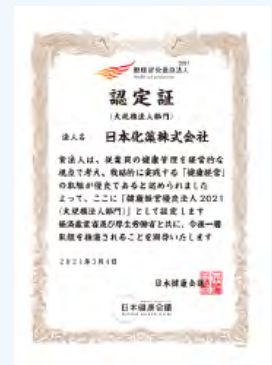 2021
健康経営優良法人
認定証
(大規模法人部門)
法人名 日本化薬株式会社
貴法人は、従業員の健康管理を経営的な
視点で考え、戦略的に実践する「健康経営」
の取組が優良であると認められました
よって、ここに「健康経営優良法人2021
(大規模法人部門)」として認定します
経済産業省及び厚生労働省と共に、今後一層
取組を推進されることを期待いたします
2021年3月4日
日本健康会議
日本健康会議